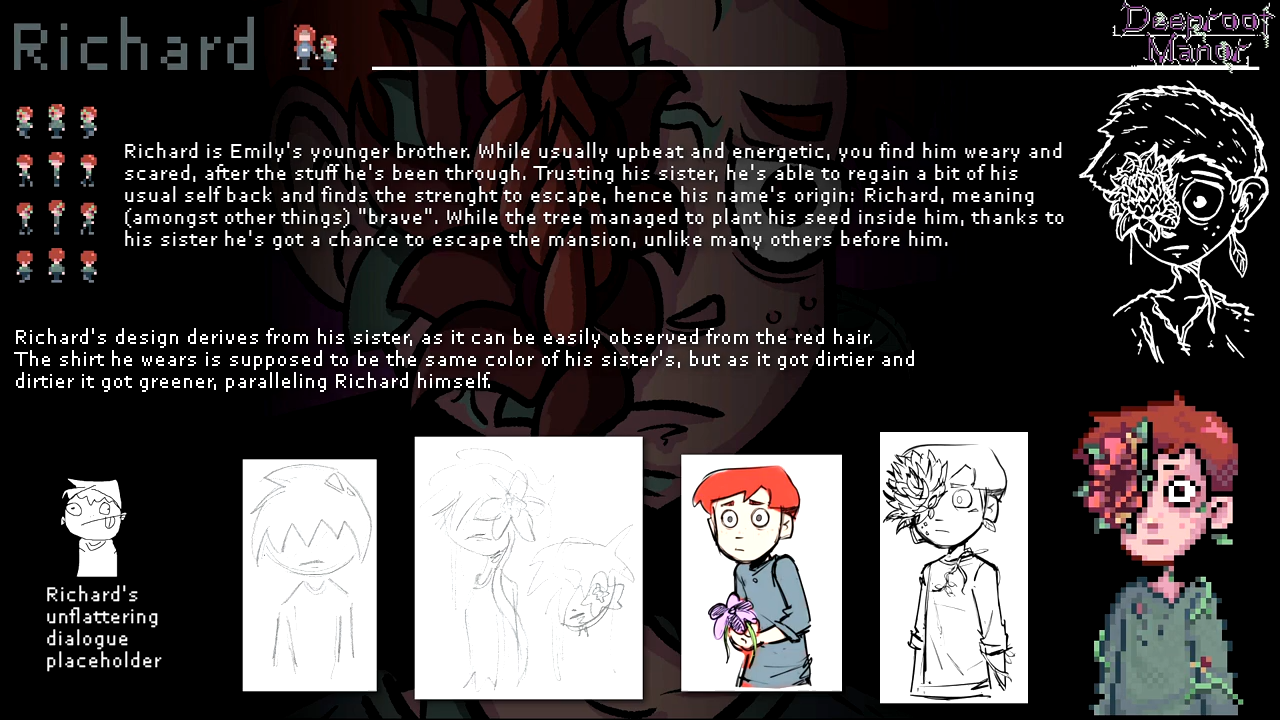 Richard
Deeproot
Manor
Richard is Emily's younger brother. While usually upbeat and energetic, you find him weary and
scared, after the stuff he's been through. Trusting his sister, he's able to regain a bit of his
usual self back and finds the strenght to escape, hence his name's origin: Richard, meaning
(amongst other things) "brave". While the tree managed to plant his seed inside him, thanks to
his sister he's got a chance to escape the mansion, unlike many others before him.
Richard's design derives from his sister, as it can be easily observed from the red hair.
The shirt he wears is supposed to be the same color of his sister's, but as it got dirtier and
dirtier it got greener, paralleling Richard himself.
Richard's
unflattering
dialogue
placeholder